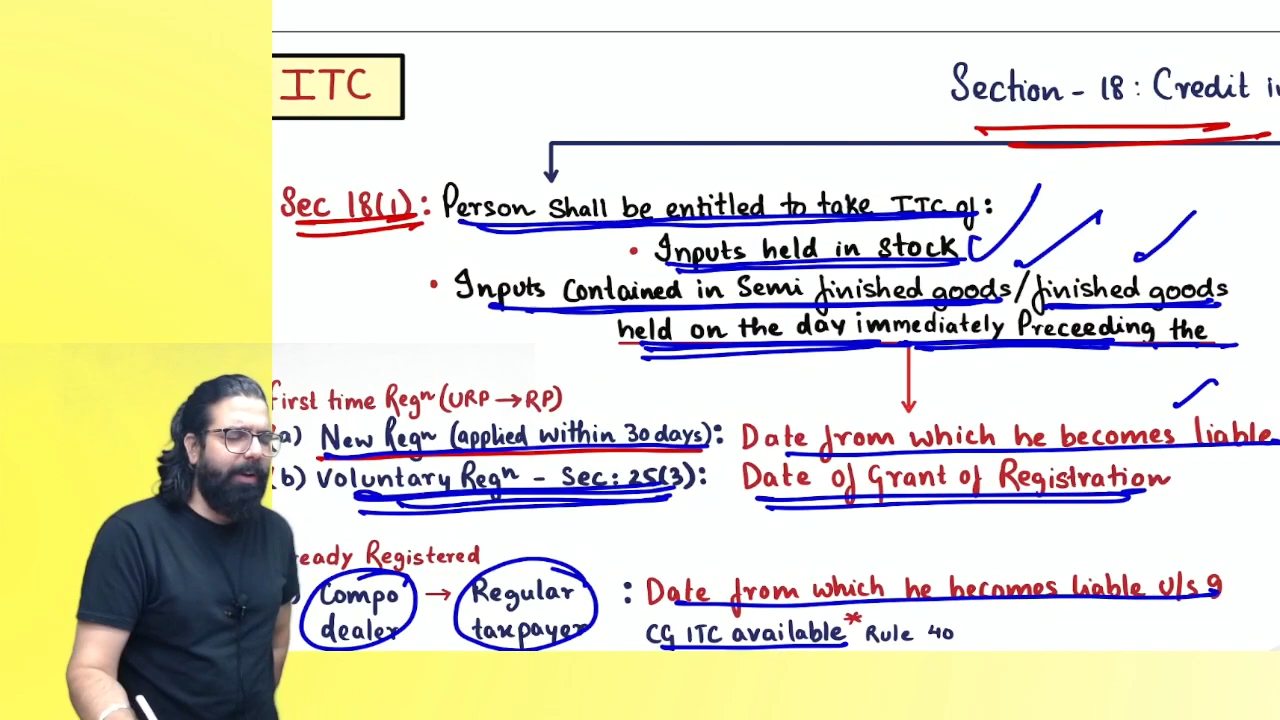 ITC
Section - 18: Credit
Sec 18(1): Person Shall be entitled to take ITC of:
• Inputs held in Stock
• Inputs Contained in Semi finished goods/finished goods
held on the day immediately Preceeding the
first time Regn (URP → RP)
a) New Regn (applied within 30 days): Date from which he becomes liable
(b) Voluntary Regn - Sec: 25(3): Date of Grant of Registration
Registered
Compo dealer → Regular taxpayer : Date from which he becomes liable u/s 9
CG ITC available* Rule 40